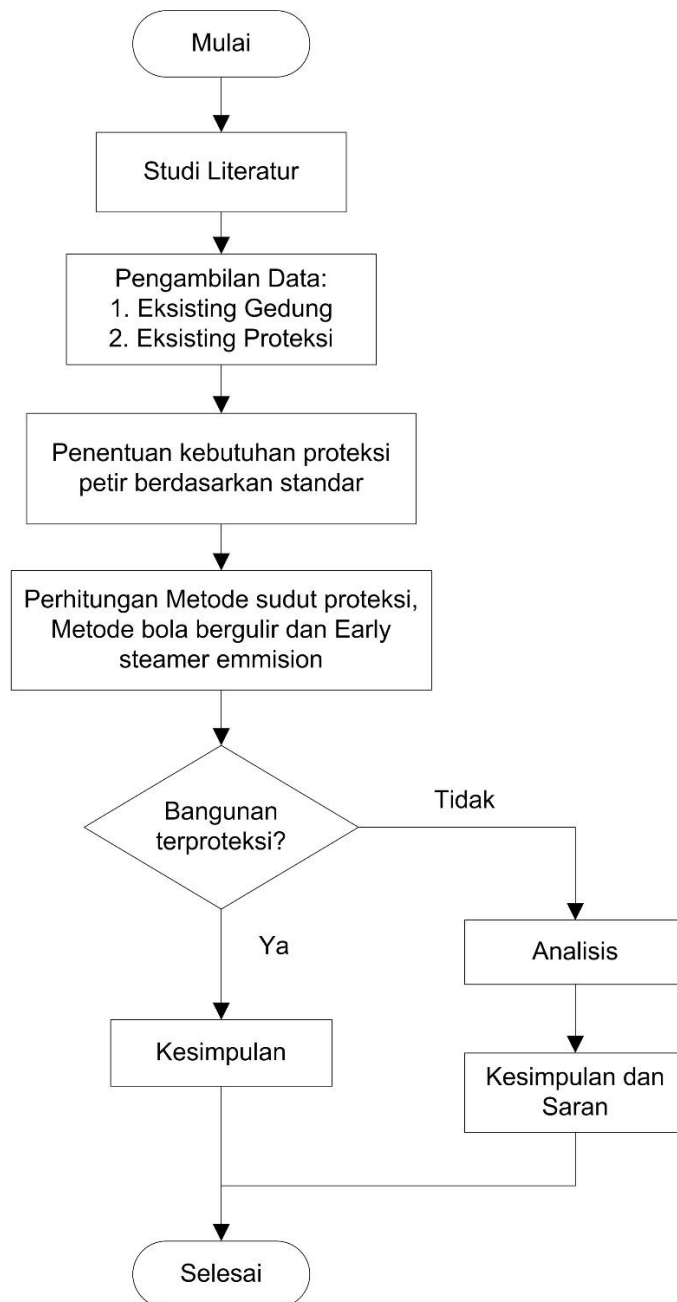 Mulai
Studi Literatur
Pengambilan Data:
1. Eksisting Gedung
2. Eksisting Proteksi
Penentuan kebutuhan proteksi
petir berdasarkan standar
Perhitungan Metode sudut proteksi,
Metode bola bergulir dan Early
steamer emmision
Bangunan
terproteksi?
Tidak
Ya
Analisis
Kesimpulan
Kesimpulan dan
Saran
Selesai